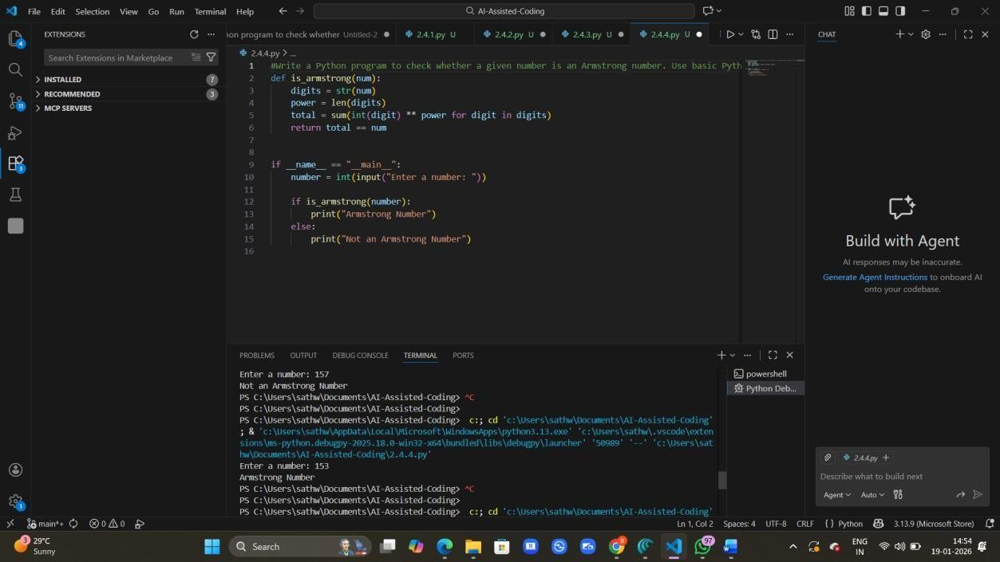 File Edit Selection View Go Run Terminal Help
AI-Assisted-Coding
EXTENSIONS
Search Extensions in Marketplace
INSTALLED 7
RECOMMENDED 3
MCP SERVERS
4
11
3
1
non program to check whether Untitled-2
2.4.1.py U
2.4.2.py U
2.4.3.py U
2.4.4.py U
2.4.4.py > ...
1 #Write a Python program to check whether a given number is an Armstrong number. Use basic Pyth
2 def is_armstrong(num):
3 digits = str(num)
4 power = len(digits)
5 total = sum(int(digit) ** power for digit in digits)
6 return total == num
7
8
9 if __name__ == "__main__":
10 number = int(input("Enter a number: "))
11
12 if is_armstrong(number):
13 print("Armstrong Number")
14 else:
15 print("Not an Armstrong Number")
16
PROBLEMS OUTPUT DEBUG CONSOLE TERMINAL PORTS
Enter a number: 157
Not an Armstrong Number
PS C:\Users\sathw\Documents\AI-Assisted-Coding> ^C
PS C:\Users\sathw\Documents\AI-Assisted-Coding>
PS C:\Users\sathw\Documents\AI-Assisted-Coding> c:; cd 'c:\Users\sathw\Documents\AI-Assisted-Coding'
; & 'c:\Users\sathw\AppData\Local\Microsoft\WindowsApps\python3.13.exe' 'c:\Users\sathw\.vscode\exten
sions\ms-python.debugpy-2025.18.0-win32-x64\bundled\libs\debugpy\launcher' '50989' '--' 'c:\Users\sat
hw\Documents\AI-Assisted-Coding\2.4.4.py'
Enter a number: 153
Armstrong Number
PS C:\Users\sathw\Documents\AI-Assisted-Coding> ^C
PS C:\Users\sathw\Documents\AI-Assisted-Coding>
PS C:\Users\sathw\Documents\AI-Assisted-Coding> c:; cd 'c:\Users\sathw\Documents\AI-Assisted-Coding'
powershell
Python Deb...
CHAT
Build with Agent
AI responses may be inaccurate.
Generate Agent Instructions to onboard AI
onto your codebase.
2.4.4.py
Describe what to build next
Agent Auto
main*+ 0 0
Ln 1, Col 2 Spaces: 4 UTF-8 CRLF { } Python 3.13.9 (Microsoft Store)
3
29°C
Sunny
Search
8
97
ENG
IN
14:54
19-01-2026